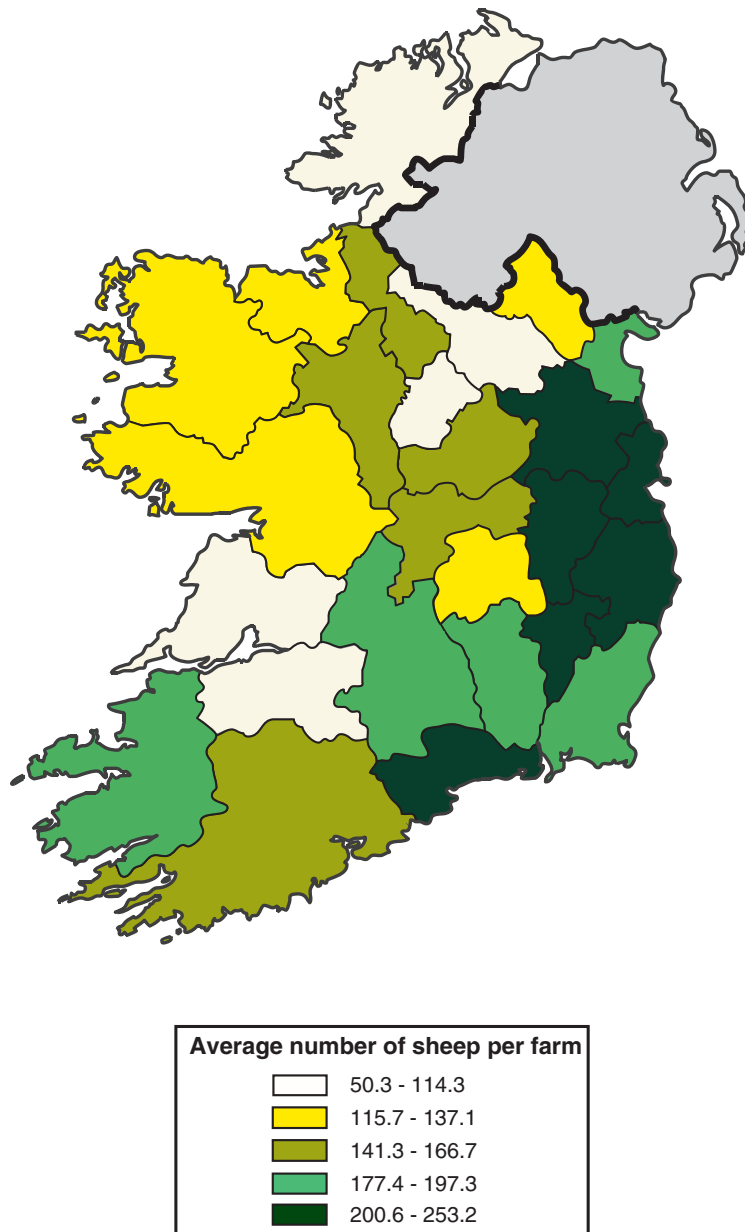 Average number of sheep per farm
50.3 - 114.3
115.7 - 137.1
141.3 - 166.7
177.4 - 197.3
200.6 - 253.2